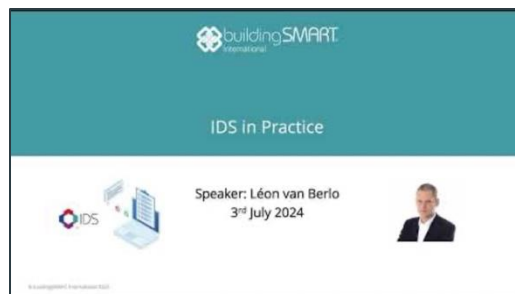 buildingSMART
International
IDS in Practice
IDS
Speaker: Léon van Berlo
3rd July 2024